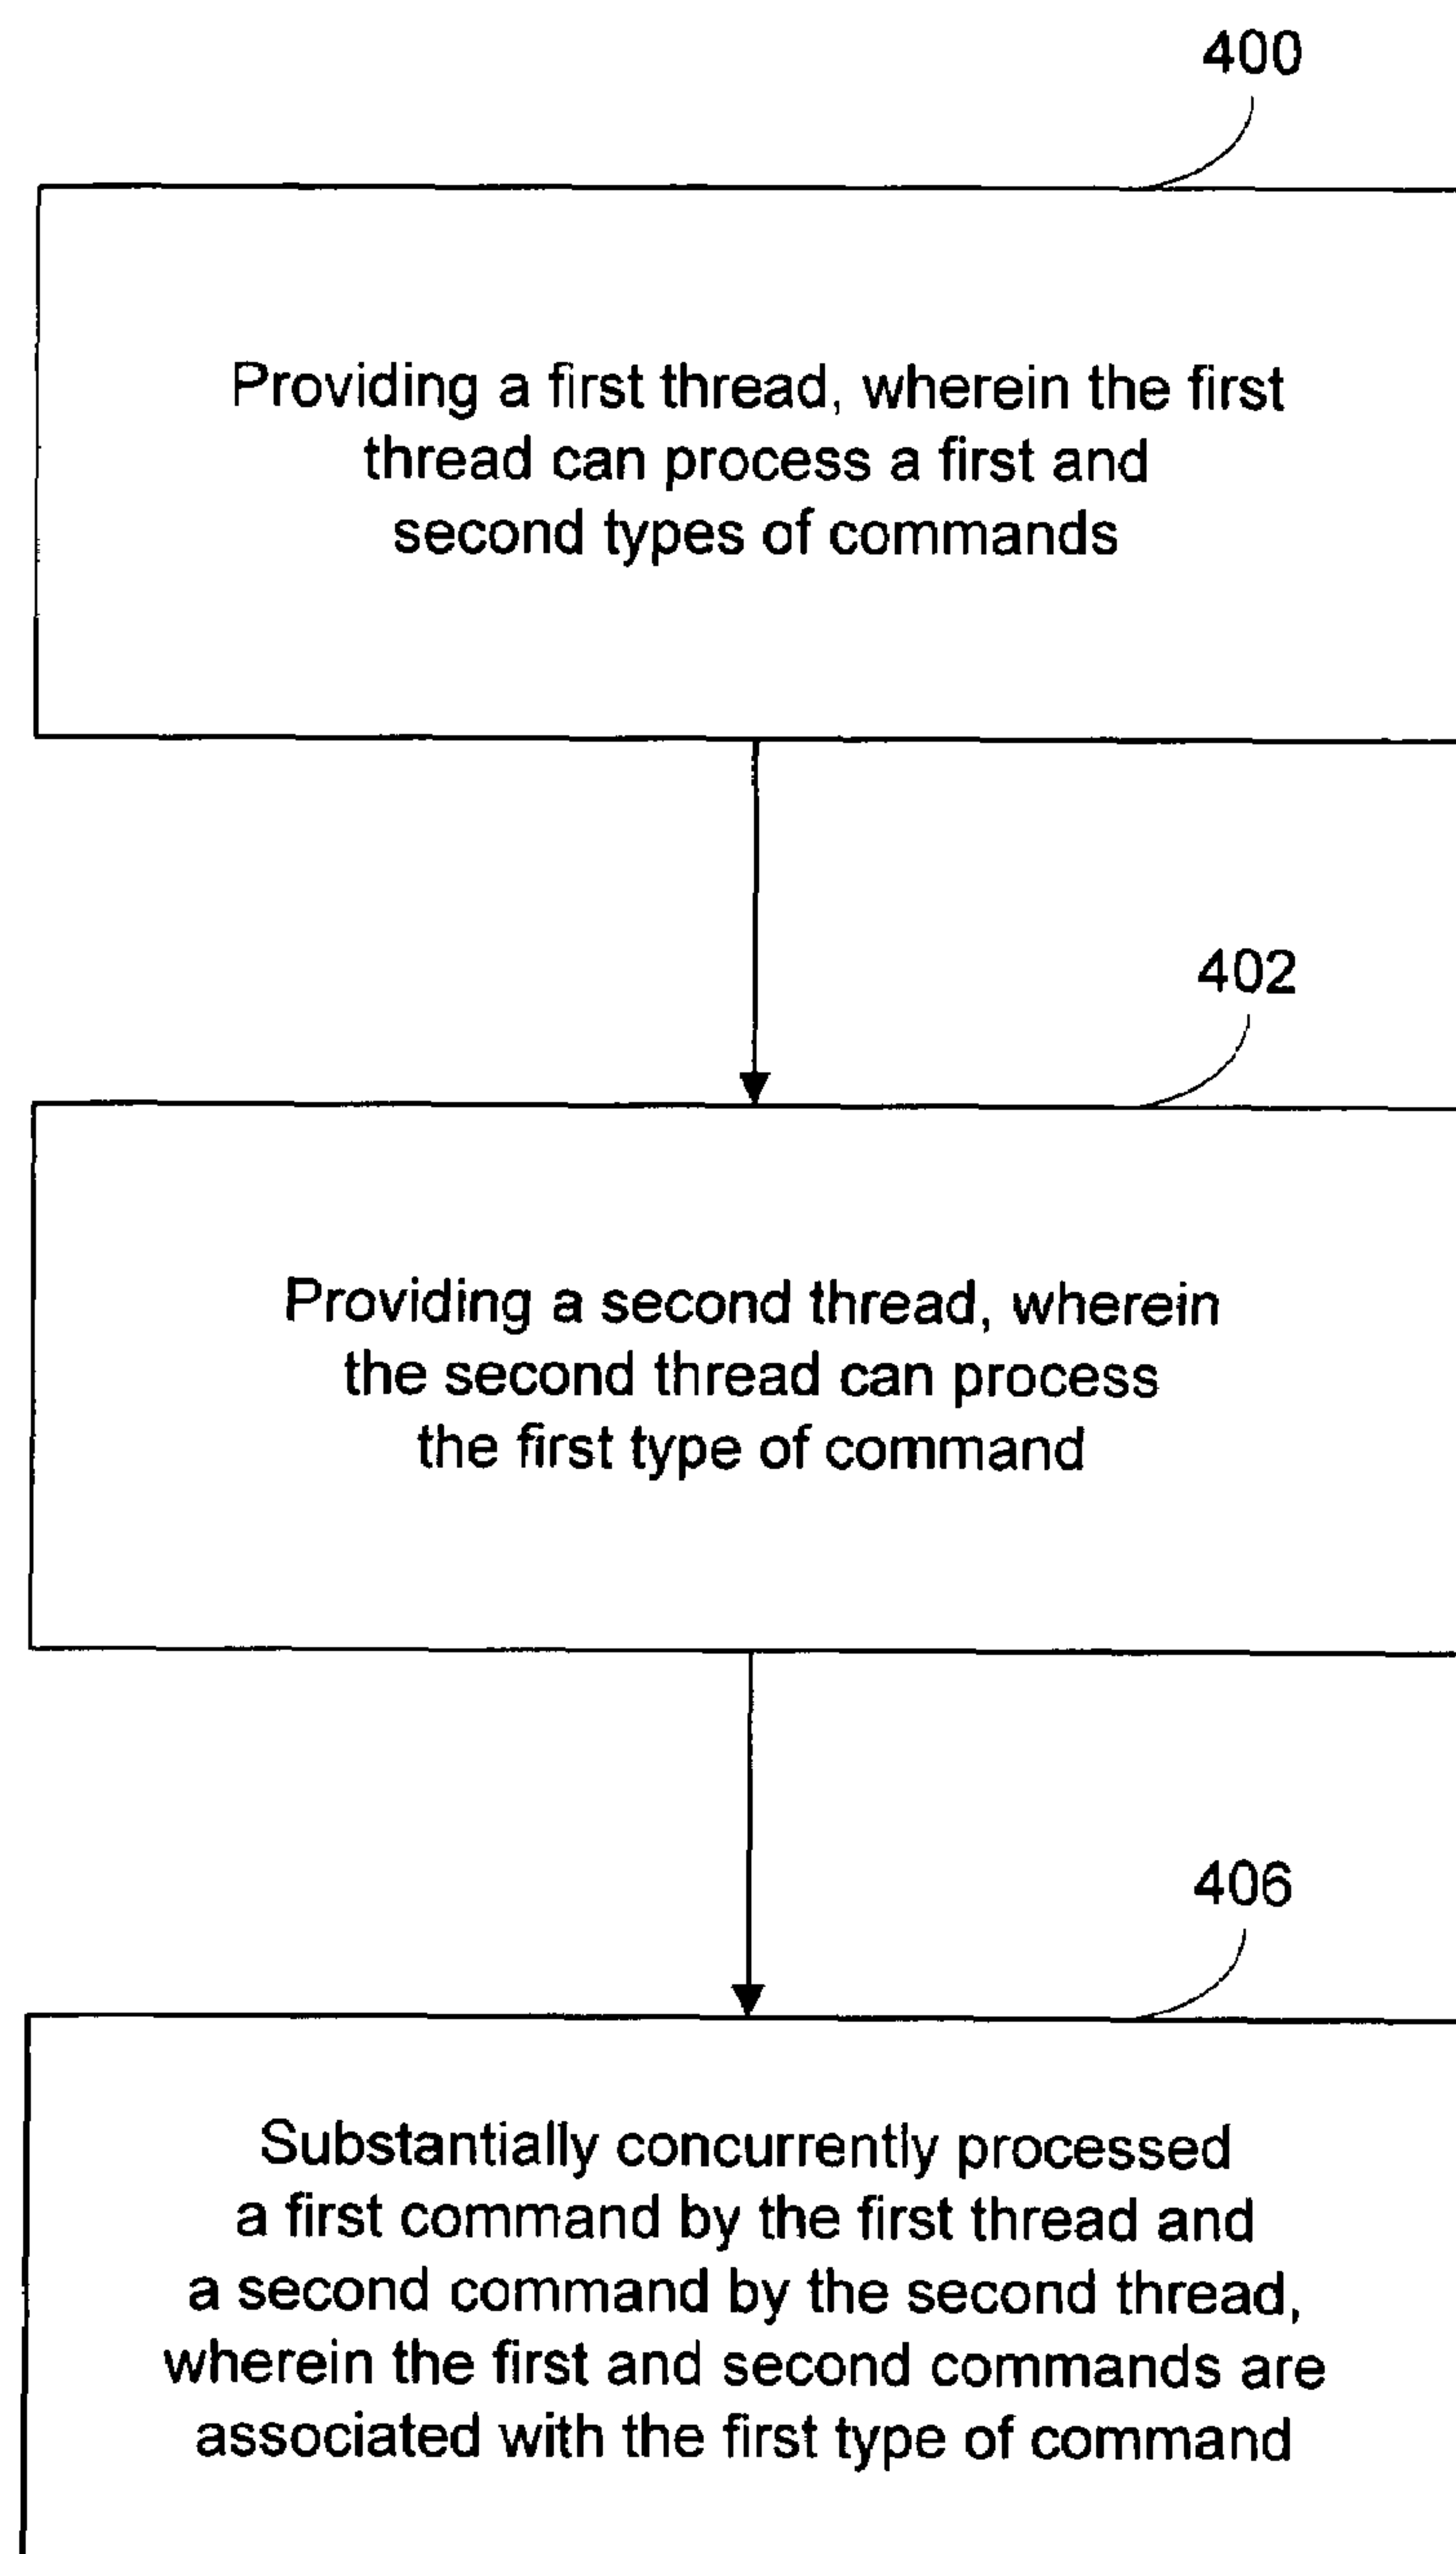 400
Providing a first thread, wherein the first
thread can process a first and
second types of commands
402
Providing a second thread, wherein
the second thread can process
the first type of command
406
Substantially concurrently processed
a first command by the first thread and
a second command by the second thread,
wherein the first and second commands are
associated with the first type of command